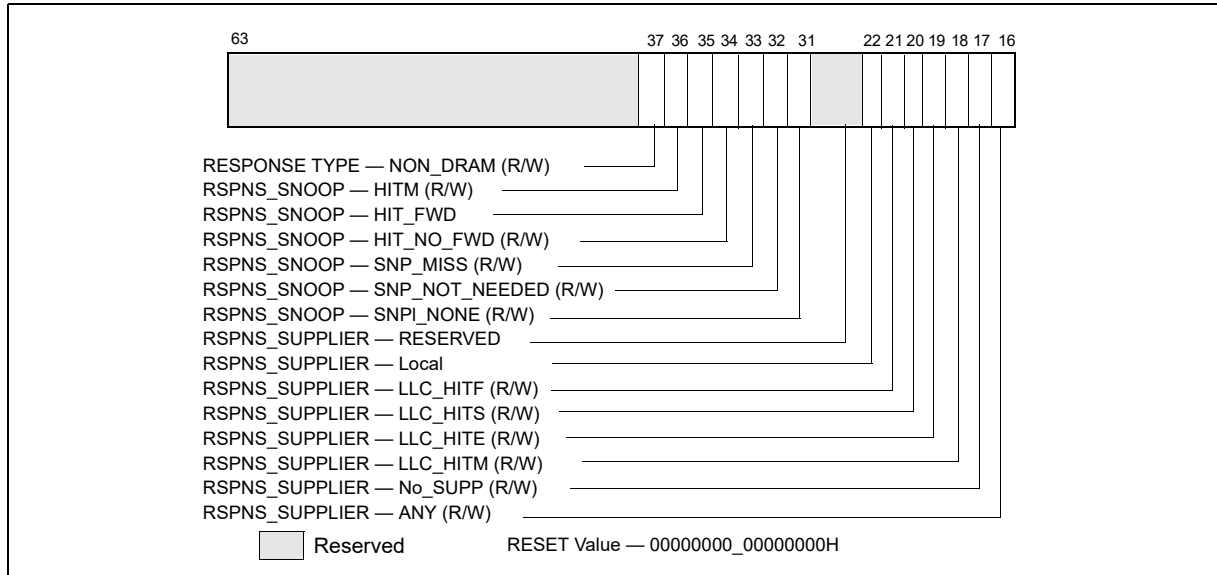 63 37 36 35 34 33 32 31 22 21 20 19 18 17 16
RESPONSE TYPE — NON_DRAM (R/W)
RSPNS_SNOOP — HITM (R/W)
RSPNS_SNOOP — HIT_FWD
RSPNS_SNOOP — HIT_NO_FWD (R/W)
RSPNS_SNOOP — SNP_MISS (R/W)
RSPNS_SNOOP — SNP_NOT_NEEDED (R/W)
RSPNS_SNOOP — SNPl_NONE (R/W)
RSPNS_SUPPLIER — RESERVED
RSPNS_SUPPLIER — Local
RSPNS_SUPPLIER — LLC_HITF (R/W)
RSPNS_SUPPLIER — LLC_HITS (R/W)
RSPNS_SUPPLIER — LLC_HITE (R/W)
RSPNS_SUPPLIER — LLC_HITM (R/W)
RSPNS_SUPPLIER — No_SUPP (R/W)
RSPNS_SUPPLIER — ANY (R/W)
Reserved RESET Value — 00000000_00000000H